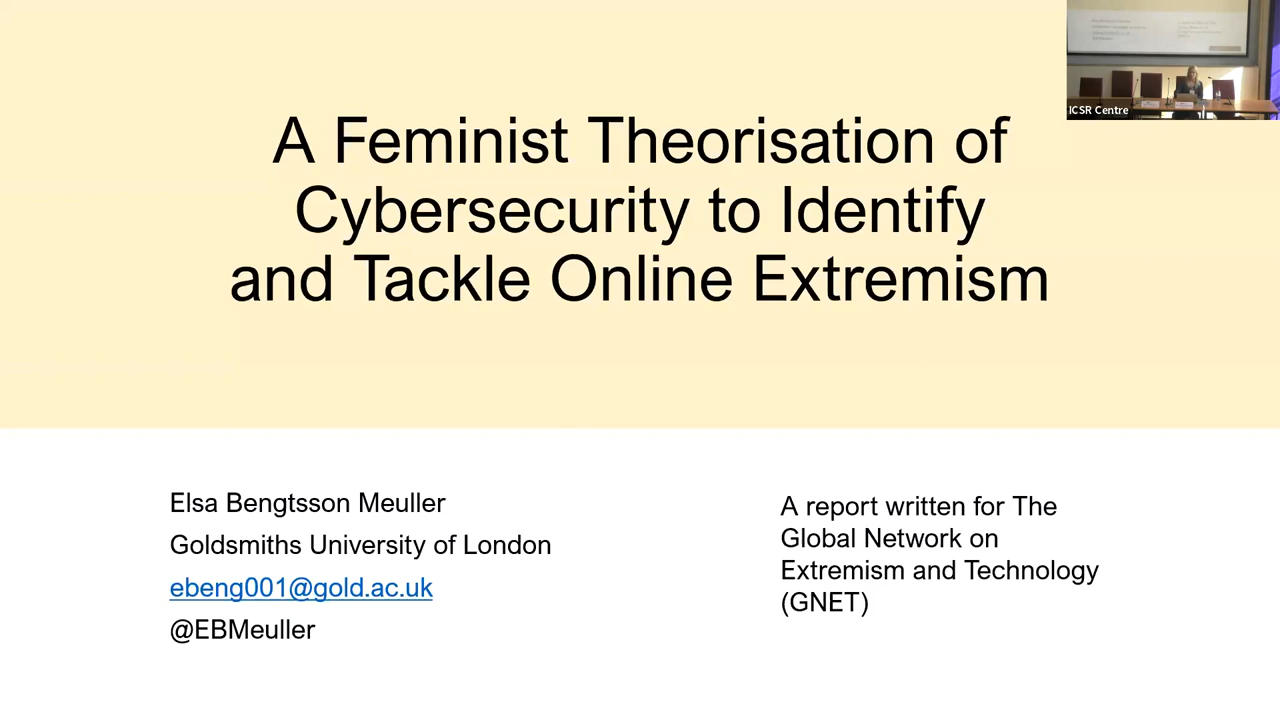 A Feminist Theorisation of
Cybersecurity to Identify
and Tackle Online Extremism
ICSR Centre
Elsa Bengtsson Meuller
Goldsmiths University of London
ebeng001@gold.ac.uk
@EBMeuller
A report written for The
Global Network on
Extremism and Technology
(GNET)